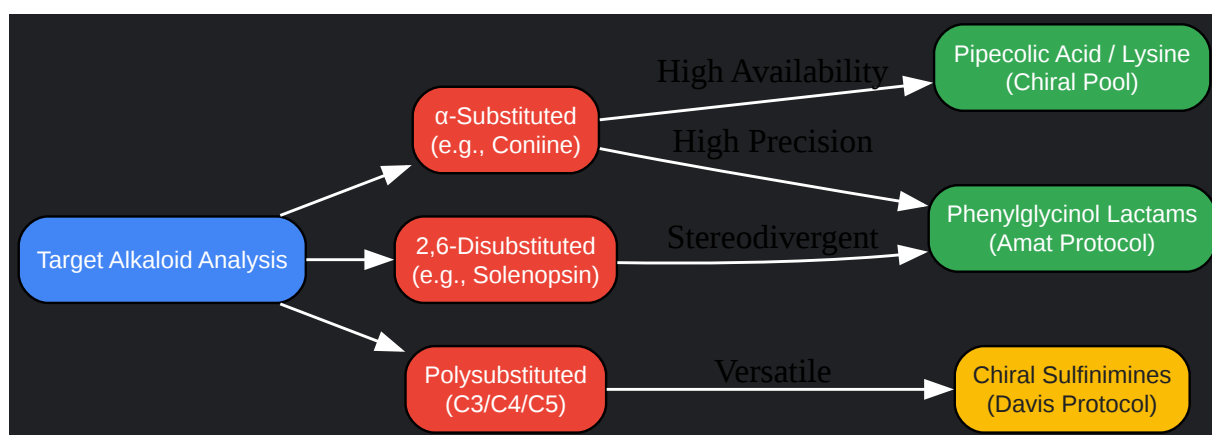 Target Alkaloid Analysis
α-Substituted
(e.g., Coniine)
2,6-Disubstituted
(e.g., Solenopsin)
Polysubstituted
(C3/C4/C5)
High Availability
High Precision
Stereodivergent
Versatile
Pipecolic Acid / Lysine
(Chiral Pool)
Phenylglycinol Lactams
(Amat Protocol)
Chiral Sulfinimines
(Davis Protocol)